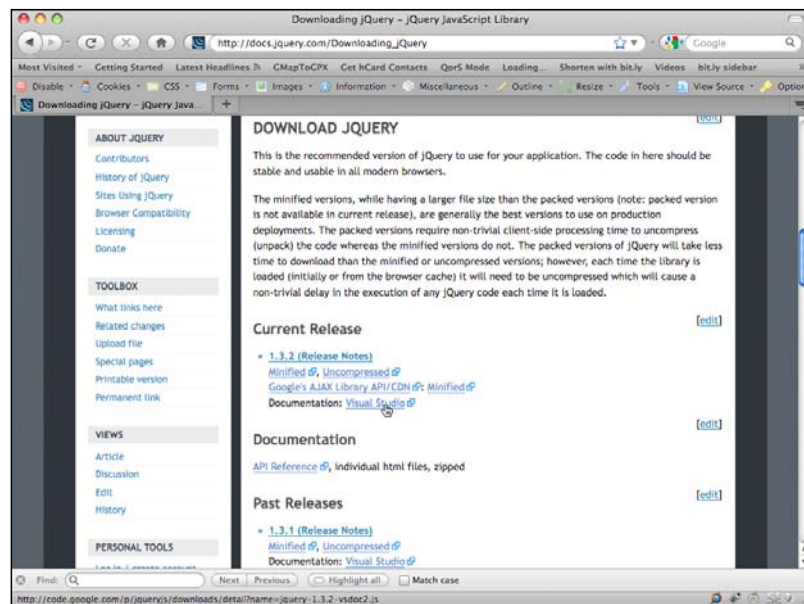 Downloading jQuery – jQuery JavaScript Library
http://docs.jquery.com/Downloading_jQuery
Google
Most Visited Getting Started Latest Headlines CMapToGPX Get hCard Contacts QorS Mode Loading... Shorten with bit.ly Videos bit.ly sidebar
Disable Cookies CSS Forms Images Information Miscellaneous Outline Resize Tools View Source Option
Downloading jQuery – jQuery Java...
ABOUT JQUERY
Contributors
History of jQuery
Sites Using jQuery
Browser Compatibility
Licensing
Donate
TOOLBOX
What links here
Related changes
Upload file
Special pages
Printable version
Permanent link
VIEWS
Article
Discussion
Edit
History
PERSONAL TOOLS
Log in / create account
DOWNLOAD JQUERY
[edit]
This is the recommended version of jQuery to use for your application. The code in here should be
stable and usable in all modern browsers.
The minified versions, while having a larger file size than the packed versions (note: packed version
is not available in current release), are generally the best versions to use on production
deployments. The packed versions require non-trivial client-side processing time to uncompress
(unpack) the code whereas the minified versions do not. The packed versions of jQuery will take less
time to download than the minified or uncompressed versions; however, each time the library is
loaded (initially or from the browser cache) it will need to be uncompressed which will cause a
non-trivial delay in the execution of any jQuery code each time it is loaded.
Current Release
[edit]
1.3.2 (Release Notes)
Minified, Uncompressed
Google's AJAX Library API/CDN: Minified
Documentation: Visual Studio
Documentation
[edit]
API Reference, individual html files, zipped
Past Releases
[edit]
1.3.1 (Release Notes)
Minified, Uncompressed
Documentation: Visual Studio
Find: Next Previous Highlight all Match case
http://code.google.com/p/jqueryjs/downloads/detail?name=jquery-1.3.2-vsdoc2.js